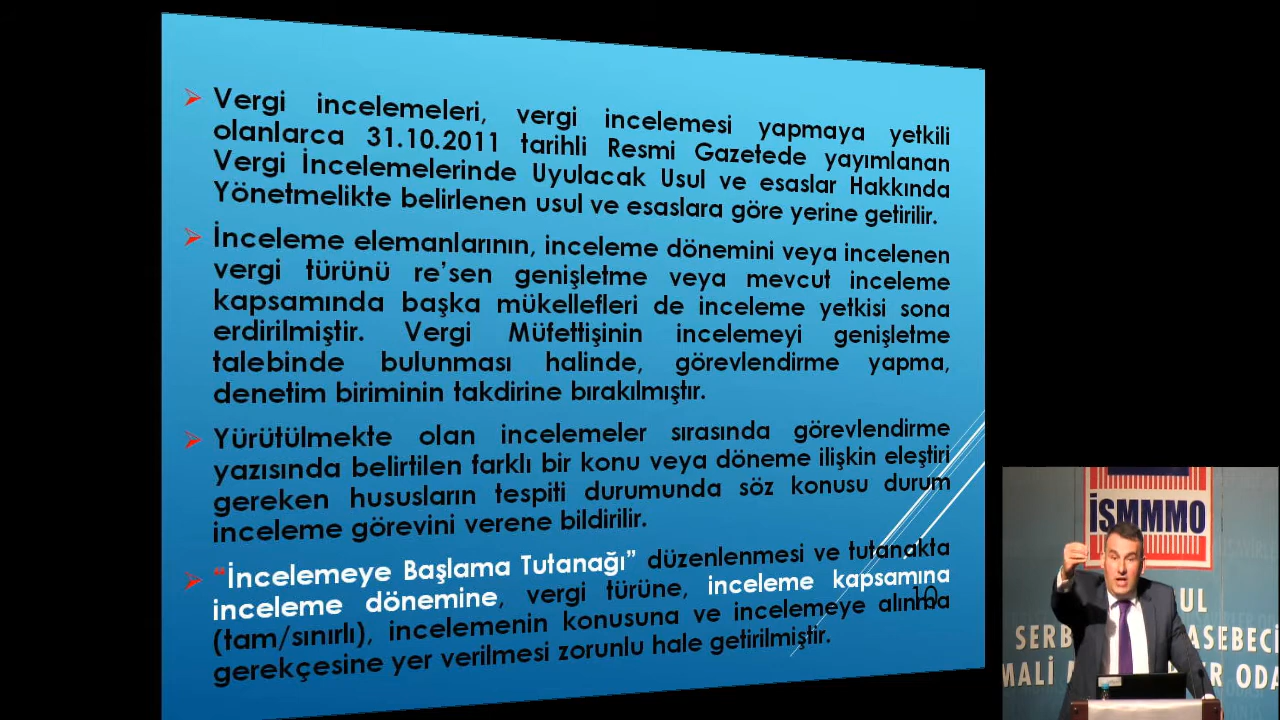 Vergi incelemeleri, vergi incelemesi yapmaya yetkili
olanlarca 31.10.2011 tarihli Resmi Gazetede yayımlanan
Vergi İncelemelerinde Uyulacak Usul ve esaslar Hakkında
Yönetmelikte belirlenen usul ve esaslara göre yerine getirilir.
İnceleme elemanlarının, inceleme dönemini veya incelenen
vergi türünü re’sen genişletme veya mevcut inceleme
kapsamında başka mükellefleri de inceleme yetkisi sona
erdirilmiştir. Vergi Müfettişinin incelemeyi genişletme
talebinde bulunması halinde, görevlendirme yapma,
denetim biriminin takdirine bırakılmıştır.
Yürütülmekte olan incelemeler sırasında görevlendirme
yazısında belirtilen farklı bir konu veya döneme ilişkin eleştiri
gereken hususların tespiti durumunda söz konusu durum
inceleme görevini verene bildirilir.
“İncelemeye Başlama Tutanağı” düzenlenmesi ve tutanakta
inceleme dönemine, vergi türüne, inceleme kapsamına
(tam/sınırlı), incelemenin konusuna ve incelemeye alınma
gerekçesine yer verilmesi zorunlu hale getirilmiştir.
10
İSMMMO
UL
SERB ASEBECİ
MALİ ER ODA